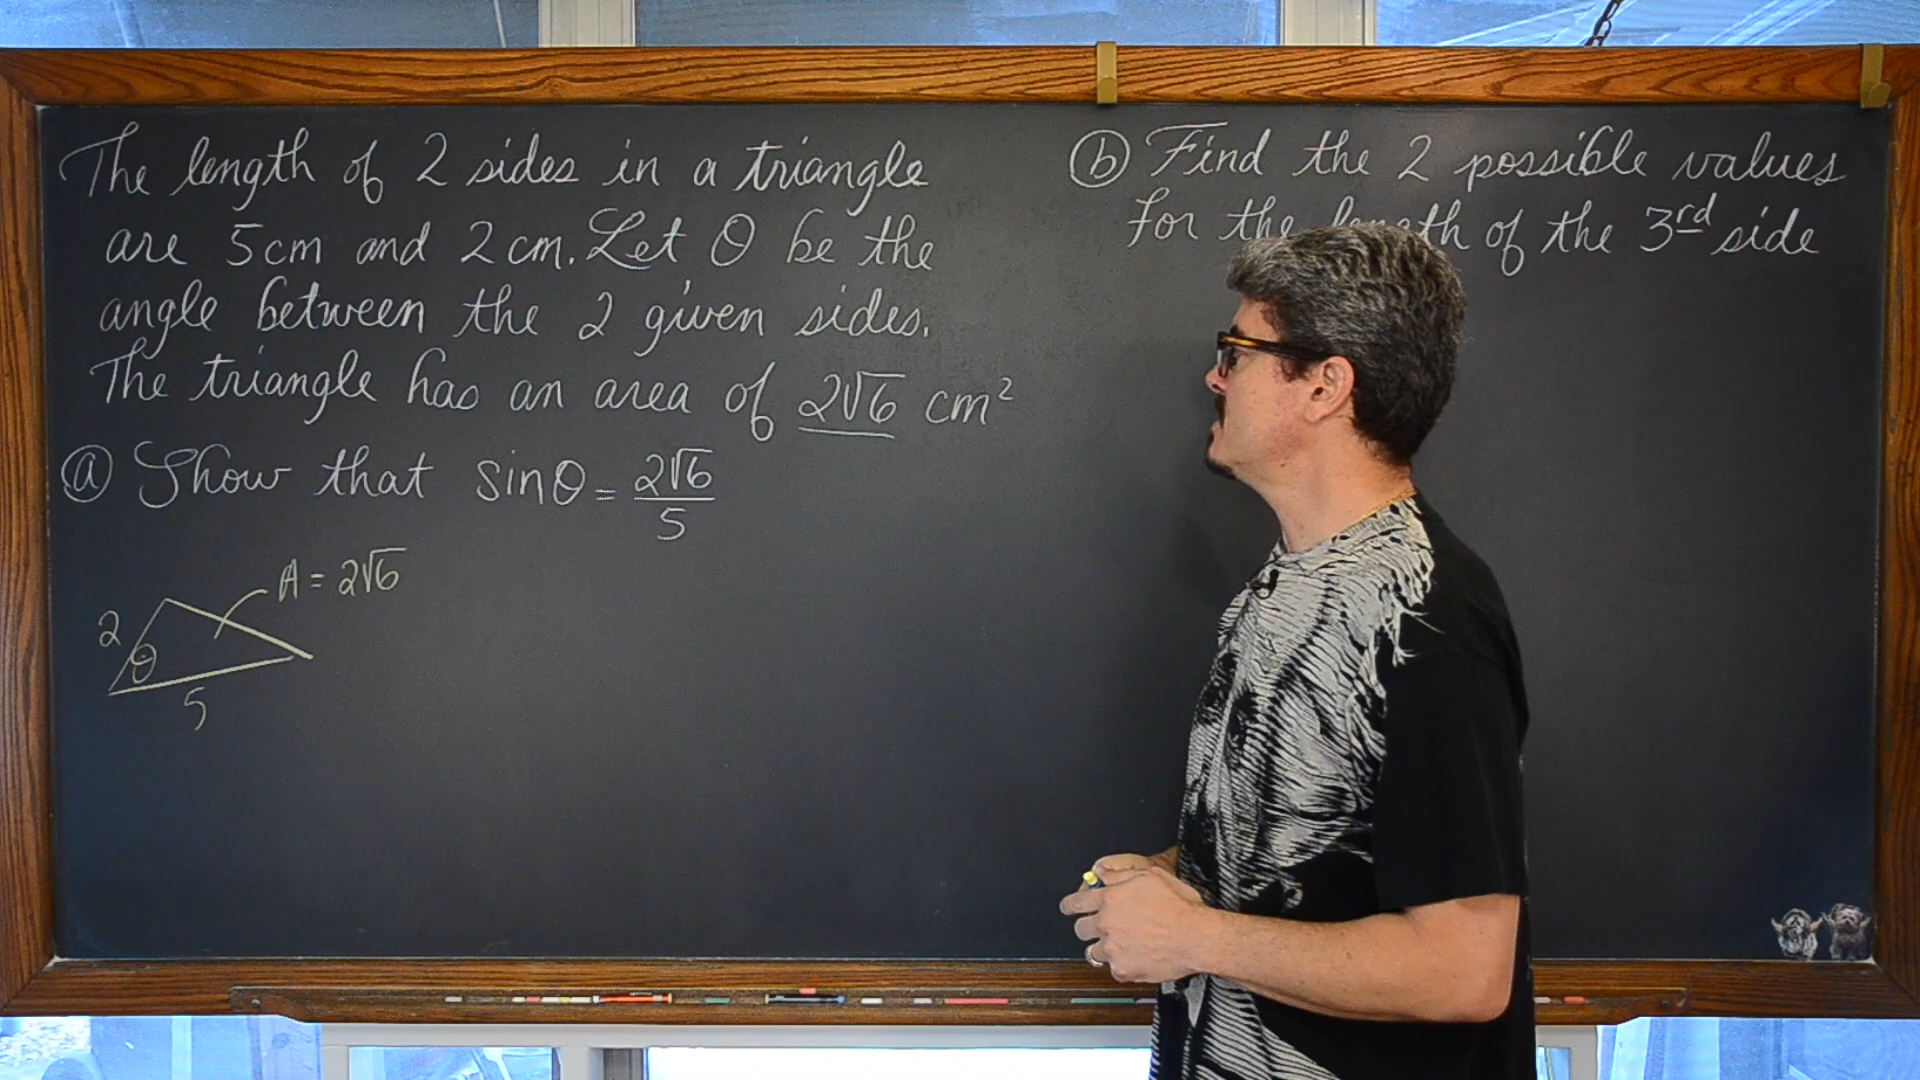 The length of 2 sides in a triangle
are 5cm and 2cm. Let θ be the
angle between the 2 given sides.
The triangle has an area of 2√6 cm²
ⓐ Show that sinθ = 2√6/5
A = 2√6
2
θ
5
ⓑ Find the 2 possible values
for the length of the 3rd side